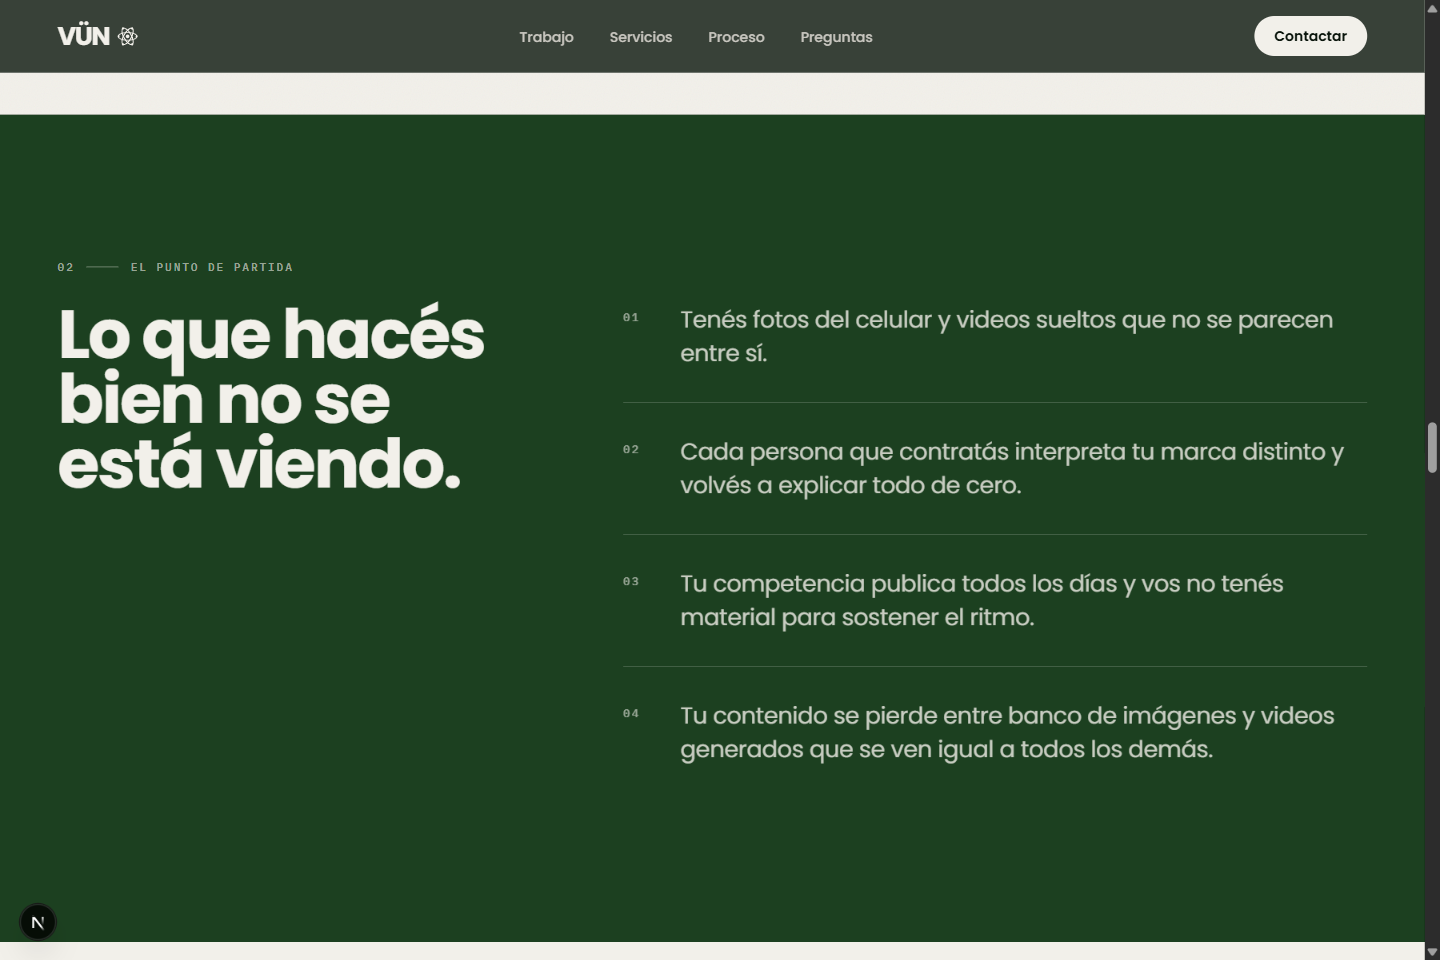 VÜN
Trabajo
Servicios
Proceso
Preguntas
Contactar
02 EL PUNTO DE PARTIDA
Lo que hacés
bien no se
está viendo.
01
Tenés fotos del celular y videos sueltos que no se parecen
entre sí.
02
Cada persona que contratás interpreta tu marca distinto y
volvés a explicar todo de cero.
03
Tu competencia publica todos los días y vos no tenés
material para sostener el ritmo.
04
Tu contenido se pierde entre banco de imágenes y videos
generados que se ven igual a todos los demás.
N